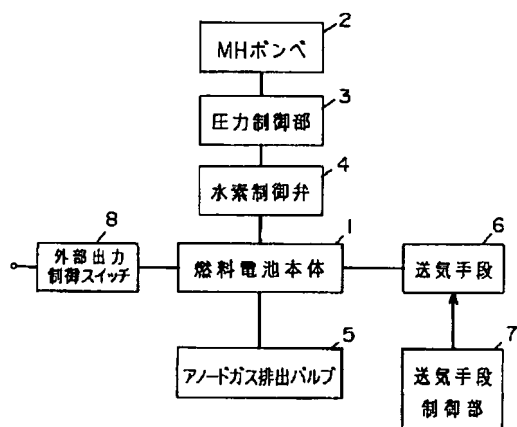 2
MHボンベ
3
圧力制御部
4
水素制御弁
8
外部出力
制御スイッチ
1
燃料電池本体
6
送気手段
5
アノードガス排出バルブ
7
送気手段
制御部